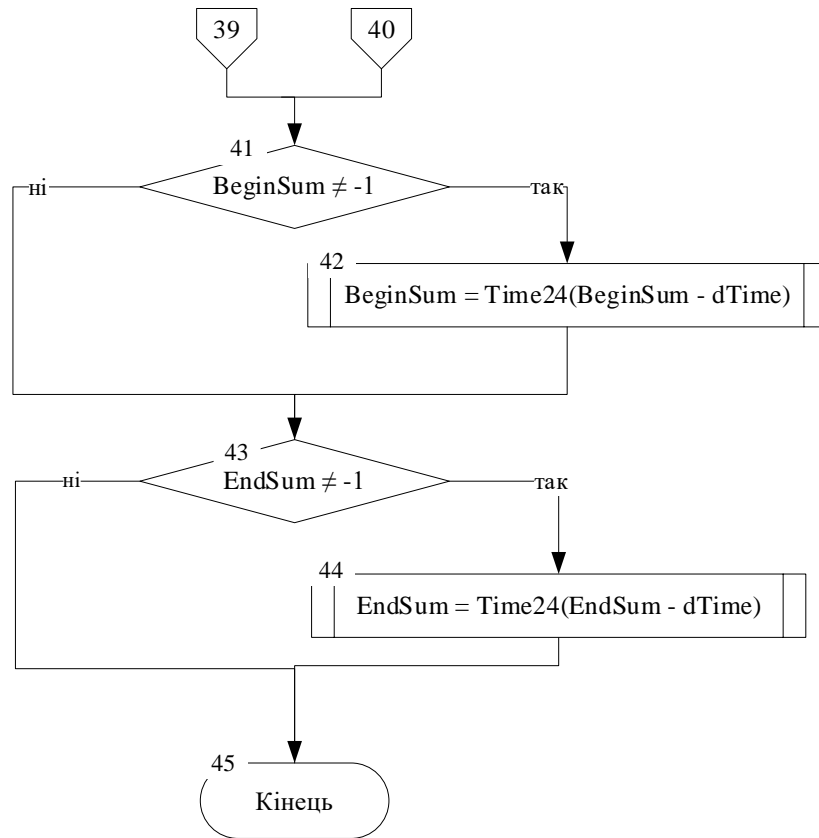 39
40
41
BeginSum ≠ -1
ні
так
42
BeginSum = Time24(BeginSum - dTime)
43
EndSum ≠ -1
ні
так
44
EndSum = Time24(EndSum - dTime)
45
Кінець